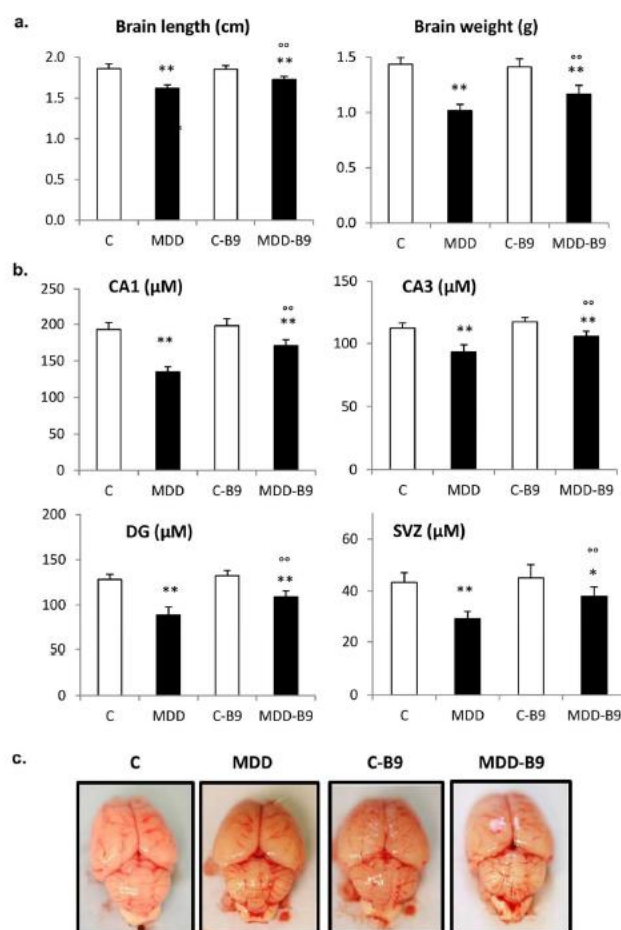 a.
Brain length (cm)
2.0
1.5
1.0
0.5
0.0
**
°°
**
C MDD C-B9 MDD-B9
Brain weight (g)
1.5
1.0
0.5
0.0
**
°°
**
C MDD C-B9 MDD-B9
b.
CA1 (μM)
250
200
150
100
50
0
**
°°
**
C MDD C-B9 MDD-B9
CA3 (μM)
150
100
50
0
**
°°
**
C MDD C-B9 MDD-B9
DG (μM)
200
150
100
50
0
**
°°
**
C MDD C-B9 MDD-B9
SVZ (μM)
60
40
20
0
**
°°
*
C MDD C-B9 MDD-B9
c.
C MDD C-B9 MDD-B9